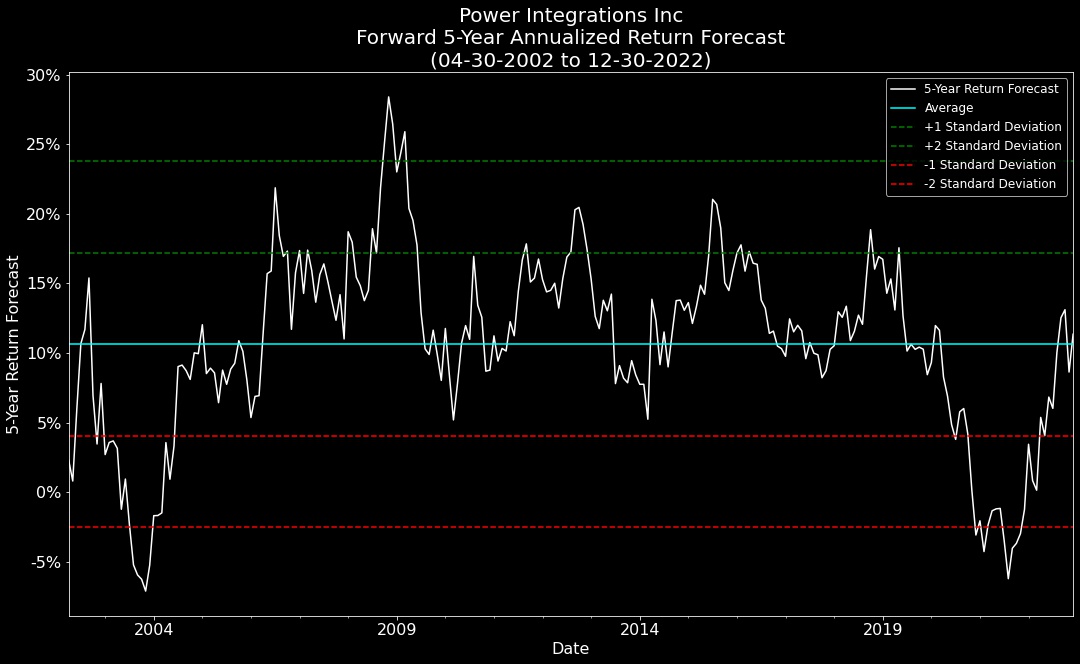 Power Integrations Inc
Forward 5-Year Annualized Return Forecast
(04-30-2002 to 12-30-2022)
5-Year Return Forecast
30%
25%
20%
15%
10%
5%
0%
-5%
5-Year Return Forecast
Average
+1 Standard Deviation
+2 Standard Deviation
-1 Standard Deviation
-2 Standard Deviation
2004
2009
2014
2019
Date